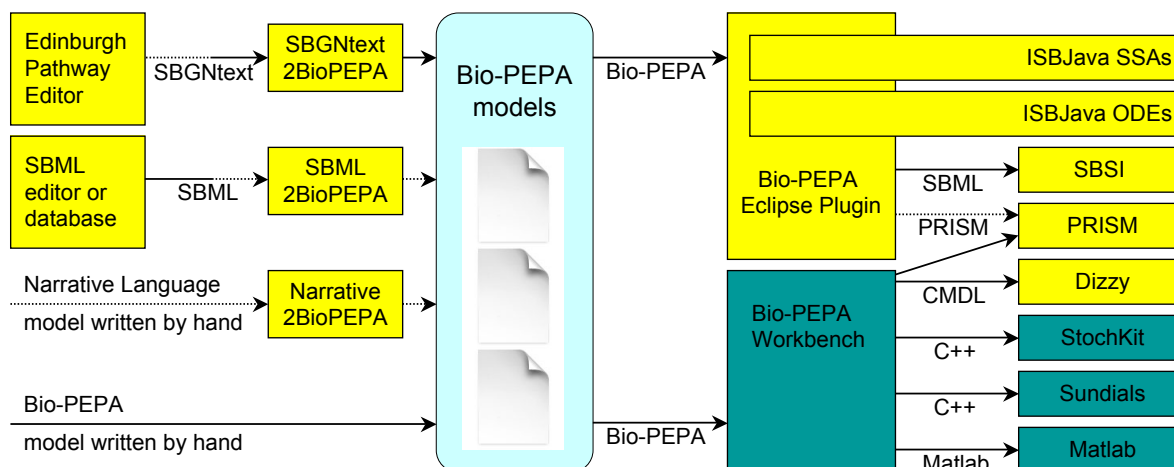 Edinburgh
Pathway
Editor
SBGNtext
SBGNtext
2BioPEPA
SBML
editor or
database
SBML
SBML
2BioPEPA
Narrative Language
model written by hand
Narrative
2BioPEPA
Bio-PEPA
model written by hand
Bio-PEPA
models
Bio-PEPA
Bio-PEPA
ISBJava SSAs
ISBJava ODEs
Bio-PEPA
Eclipse Plugin
SBML
SBSI
PRISM
PRISM
Bio-PEPA
Workbench
CMDL
Dizzy
C++
StochKit
C++
Sundials
Matlab
Matlab